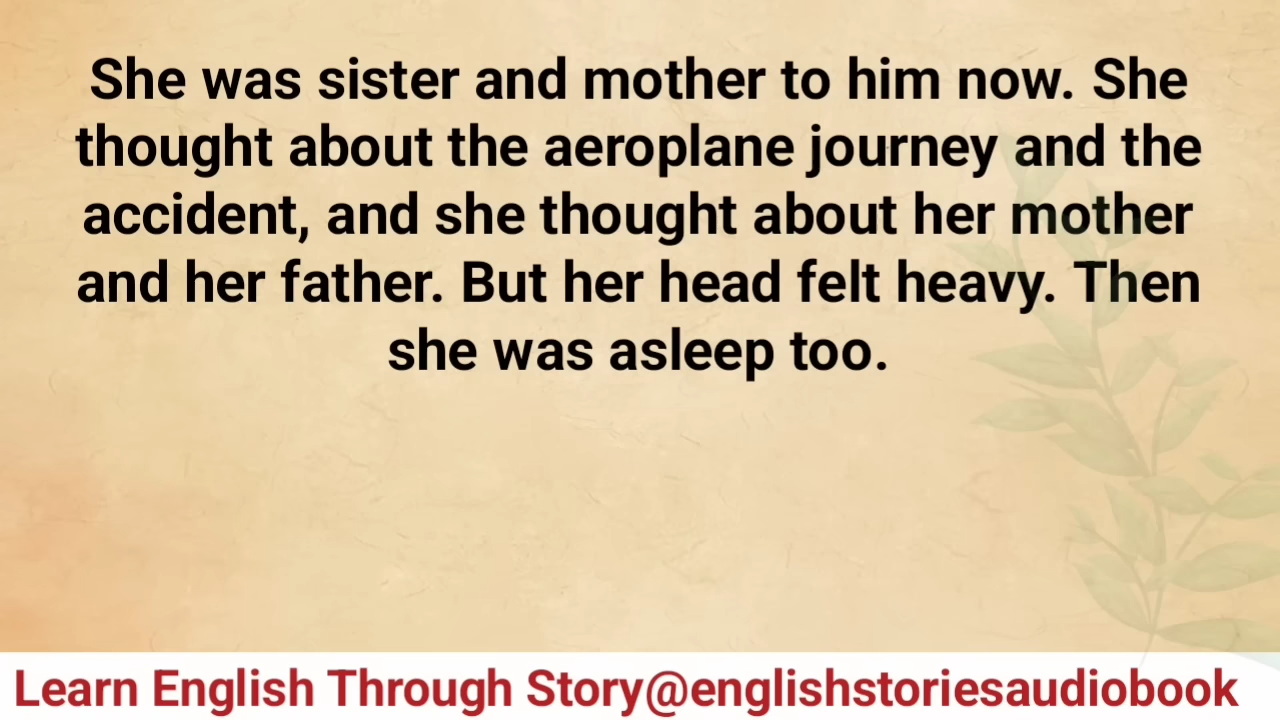 She was sister and mother to him now. She
thought about the aeroplane journey and the
accident, and she thought about her mother
and her father. But her head felt heavy. Then
she was asleep too.
Learn English Through Story@englishstoriesaudiobook